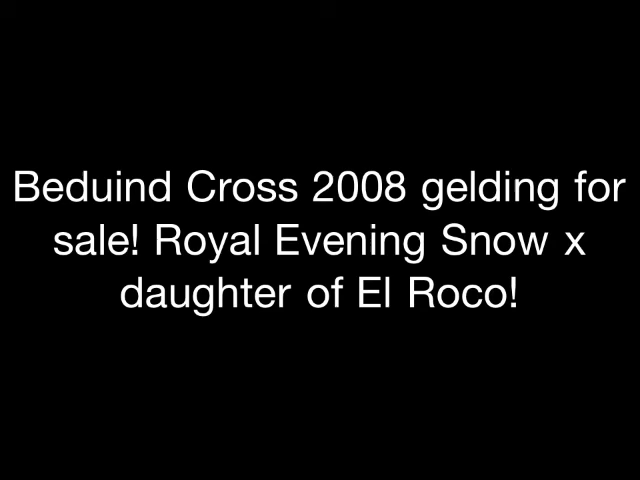 Beduind Cross 2008 gelding for
sale! Royal Evening Snow x
daughter of El Roco!